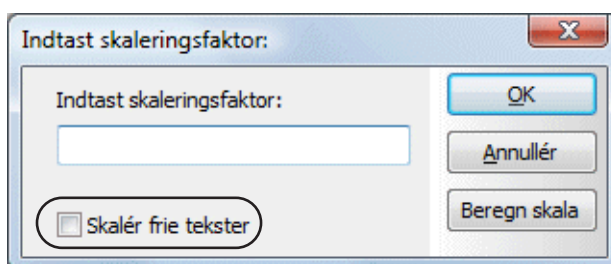 Indtast skaleringsfaktor:
Indtast skaleringsfaktor:
OK
Annullér
Skalér frie tekster
Beregn skala